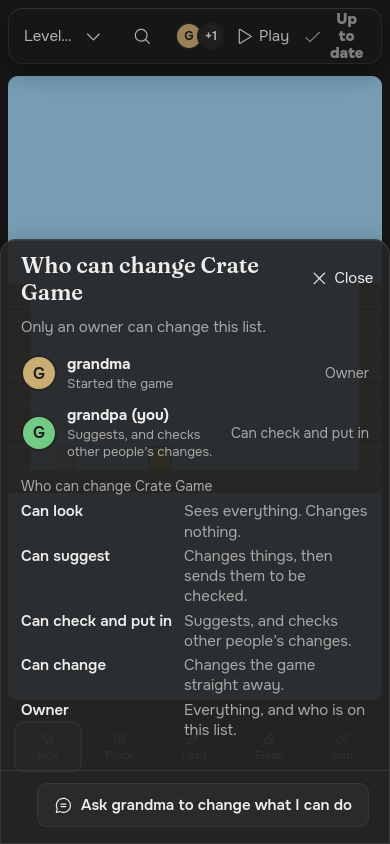 Level...
G
+1
Play
Up
to
date
Who can change Crate
Game
Close
Only an owner can change this list.
G
grandma
Started the game
Owner
G
grandpa (you)
Suggests, and checks
other people's changes.
Can check and put in
Who can change Crate Game
Can look
Sees everything. Changes
nothing.
Can suggest
Changes things, then
sends them to be
checked.
Can check and put in
Suggests, and checks
other people's changes.
Can change
Changes the game
straight away.
Owner
Everything, and who is on
this list.
Pick
Place
Paint
Erase
Join
Ask grandma to change what I can do